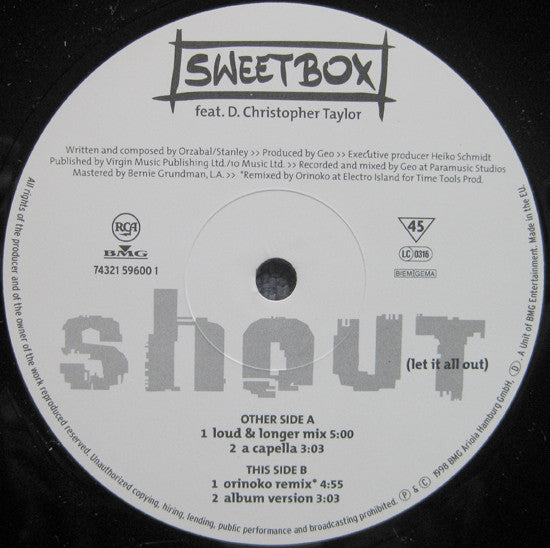 SWEETBOX
feat. D. Christopher Taylor
Written and composed by Orzabal/Stanley >> Produced by Geo >> Executive producer Heiko Schmidt
Published by Virgin Music Publishing Ltd./10 Music Ltd. >> Recorded and mixed by Geo at Paramusic Studios
Mastered by Bernie Grundman, L.A. >> *Remixed by Orinoko at Electro Island for Time Tools Prod.
RCA
BMG
74321 59600 1
45
LC 0316
BIEM/GEMA
shout
(let it all out)
OTHER SIDE A
1 loud & longer mix 5:00
2 a capella 3:03
THIS SIDE B
1 orinoko remix* 4:55
2 album version 3:03
All rights of the producer and of the owner of the work reproduced reserved. Unauthorized copying, hiring, lending, public performance and broadcasting prohibited. Ⓟ & © 1998 BMG Ariola Hamburg GmbH, Ⓓ. A Unit of BMG Entertainment. Made in the EU.